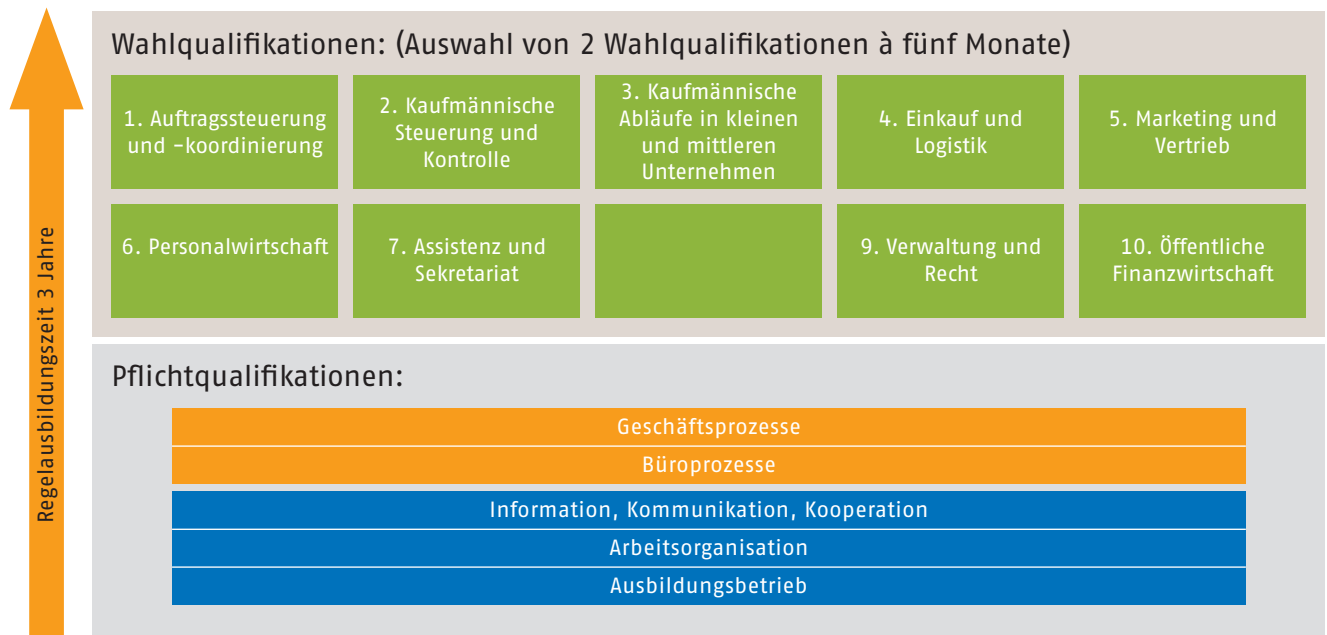 Wahlqualifikationen: (Auswahl von 2 Wahlqualifikationen à fünf Monate)
1. Auftragssteuerung
und -koordinierung
2. Kaufmännische
Steuerung und
Kontrolle
3. Kaufmännische
Abläufe in kleinen
und mittleren
Unternehmen
4. Einkauf und
Logistik
5. Marketing und
Vertrieb
6. Personalwirtschaft
7. Assistenz und
Sekretariat
9. Verwaltung und
Recht
10. Öffentliche
Finanzwirtschaft
Regelausbildungszeit 3 Jahre
Pflichtqualifikationen:
Geschäftsprozesse
Büroprozesse
Information, Kommunikation, Kooperation
Arbeitsorganisation
Ausbildungsbetrieb